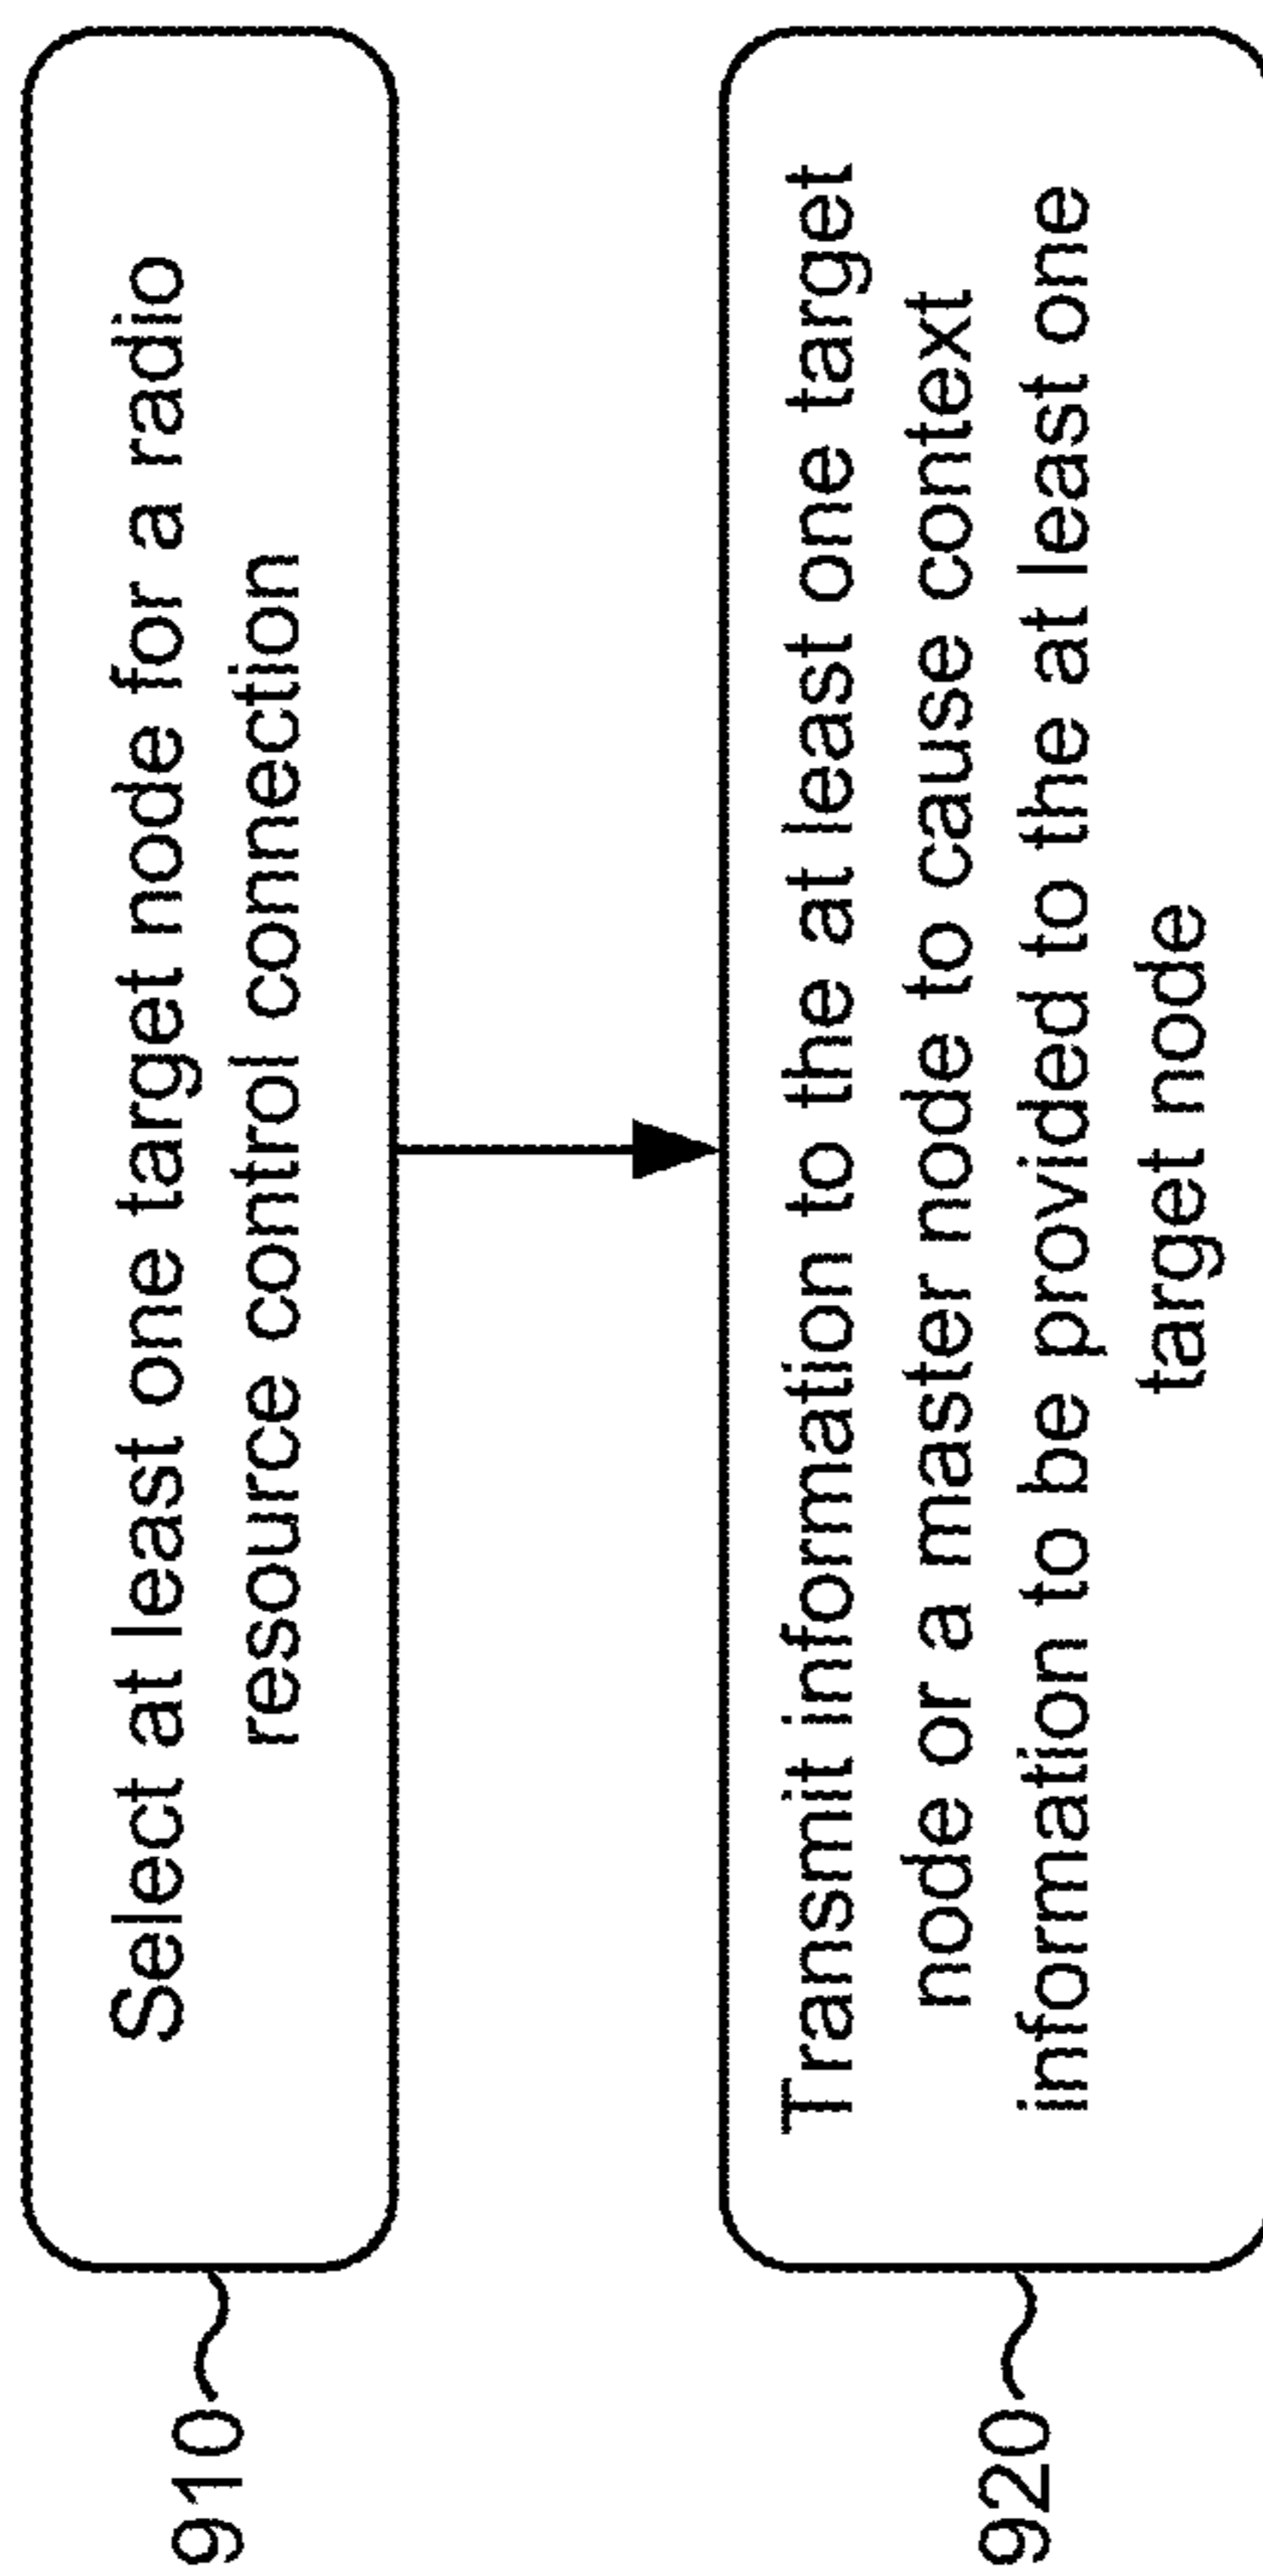 910
Select at least one target node for a radio
resource control connection
920
Transmit information to the at least one target
node or a master node to cause context
information to be provided to the at least one
target node